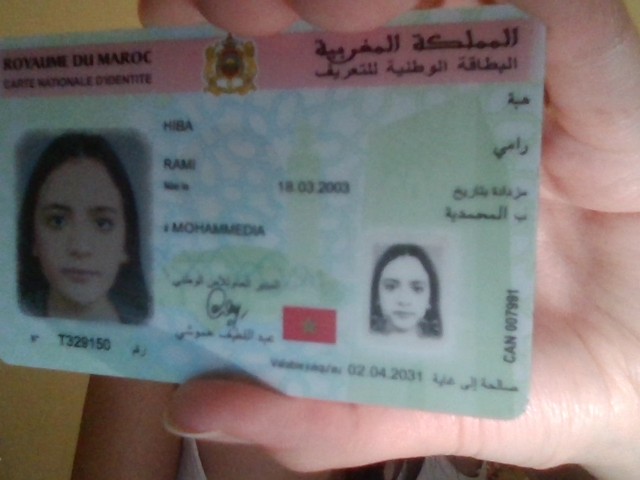 ROYAUME DU MAROC
المملكة المغربية
CARTE NATIONALE D'IDENTITE
البطاقة الوطنية للتعريف
هبة
HIBA
رامي
RAMI
Née le 18.03.2003 مزدادة بتاريخ
ب المحمدية
à MOHAMMEDIA
المدير العام للأمن الوطني
عبد اللطيف حموشي
N° T329150 رقم
CAN 007991
Valable jusqu'au 02.04.2031 صالحة إلى غاية